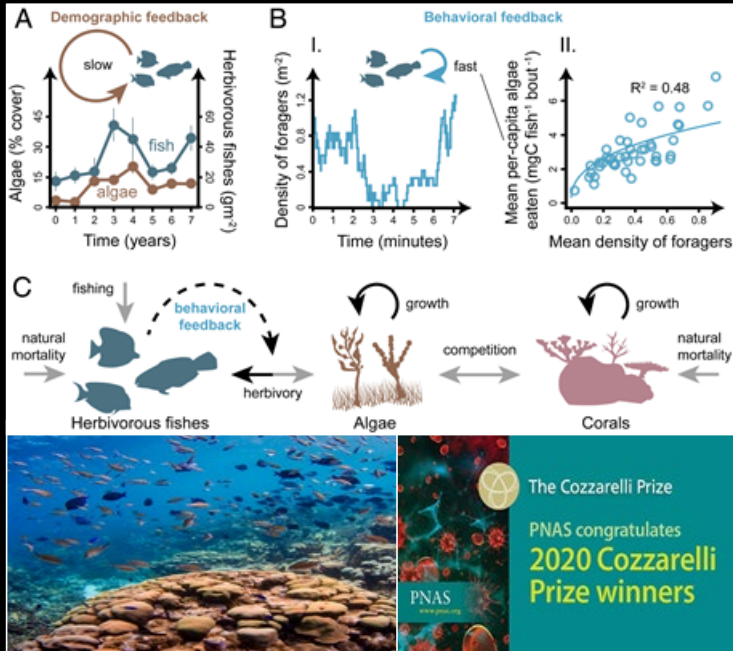 A
Demographic feedback
slow
Algae (% cover)
45
30
15
0
fish
algae
60
40
20
0
Herbivorous fishes (gm⁻²)
0 1 2 3 4 5 6 7
Time (years)
B
Behavioral feedback
I.
fast
Density of foragers (m⁻²)
1.2
0.8
0.4
0
0 1 2 3 4 5 6 7
Time (minutes)
II.
Mean per-capita algae
eaten (mgC fish⁻¹ bout⁻¹)
R² = 0.48
8
6
4
2
0
0 0.2 0.4 0.6 0.8
Mean density of foragers
C
fishing
behavioral
feedback
natural
mortality
herbivory
growth
competition
growth
natural
mortality
Herbivorous fishes
Algae
Corals
The Cozzarelli Prize
PNAS congratulates
2020 Cozzarelli
Prize winners
PNAS
www.pnas.org